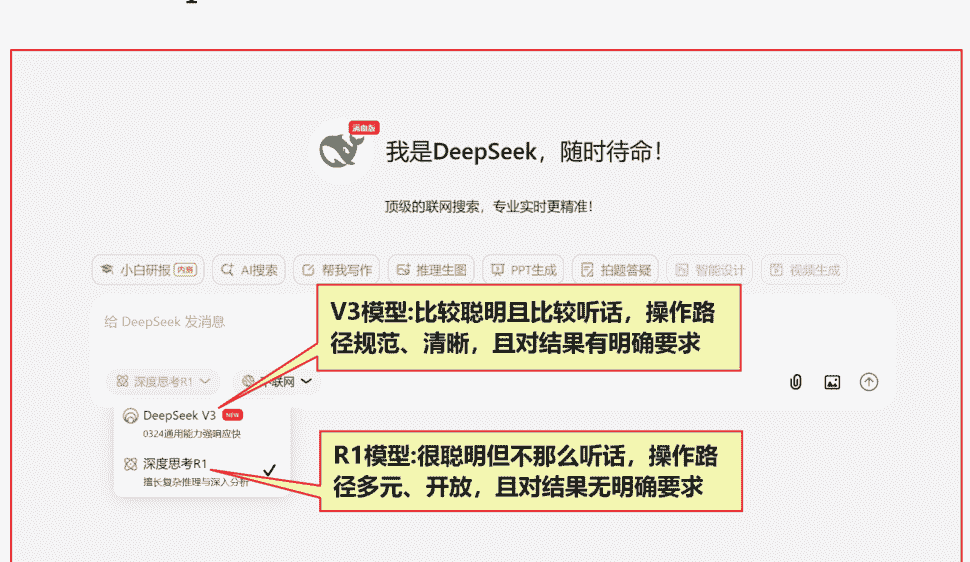 满血版
我是DeepSeek，随时待命！
顶级的联网搜索，专业实时更精准！
小白研报 内测 AI搜索 帮我写作 推理生图 PPT生成 拍题答疑 智能设计 视频生成
给 DeepSeek 发消息
V3模型:比较聪明且比较听话，操作路
径规范、清晰，且对结果有明确要求
深度思考R1 联网
DeepSeek V3 NEW
0324通用能力强响应快
深度思考R1
擅长复杂推理与深入分析
R1模型:很聪明但不那么听话，操作路
径多元、开放，且对结果无明确要求